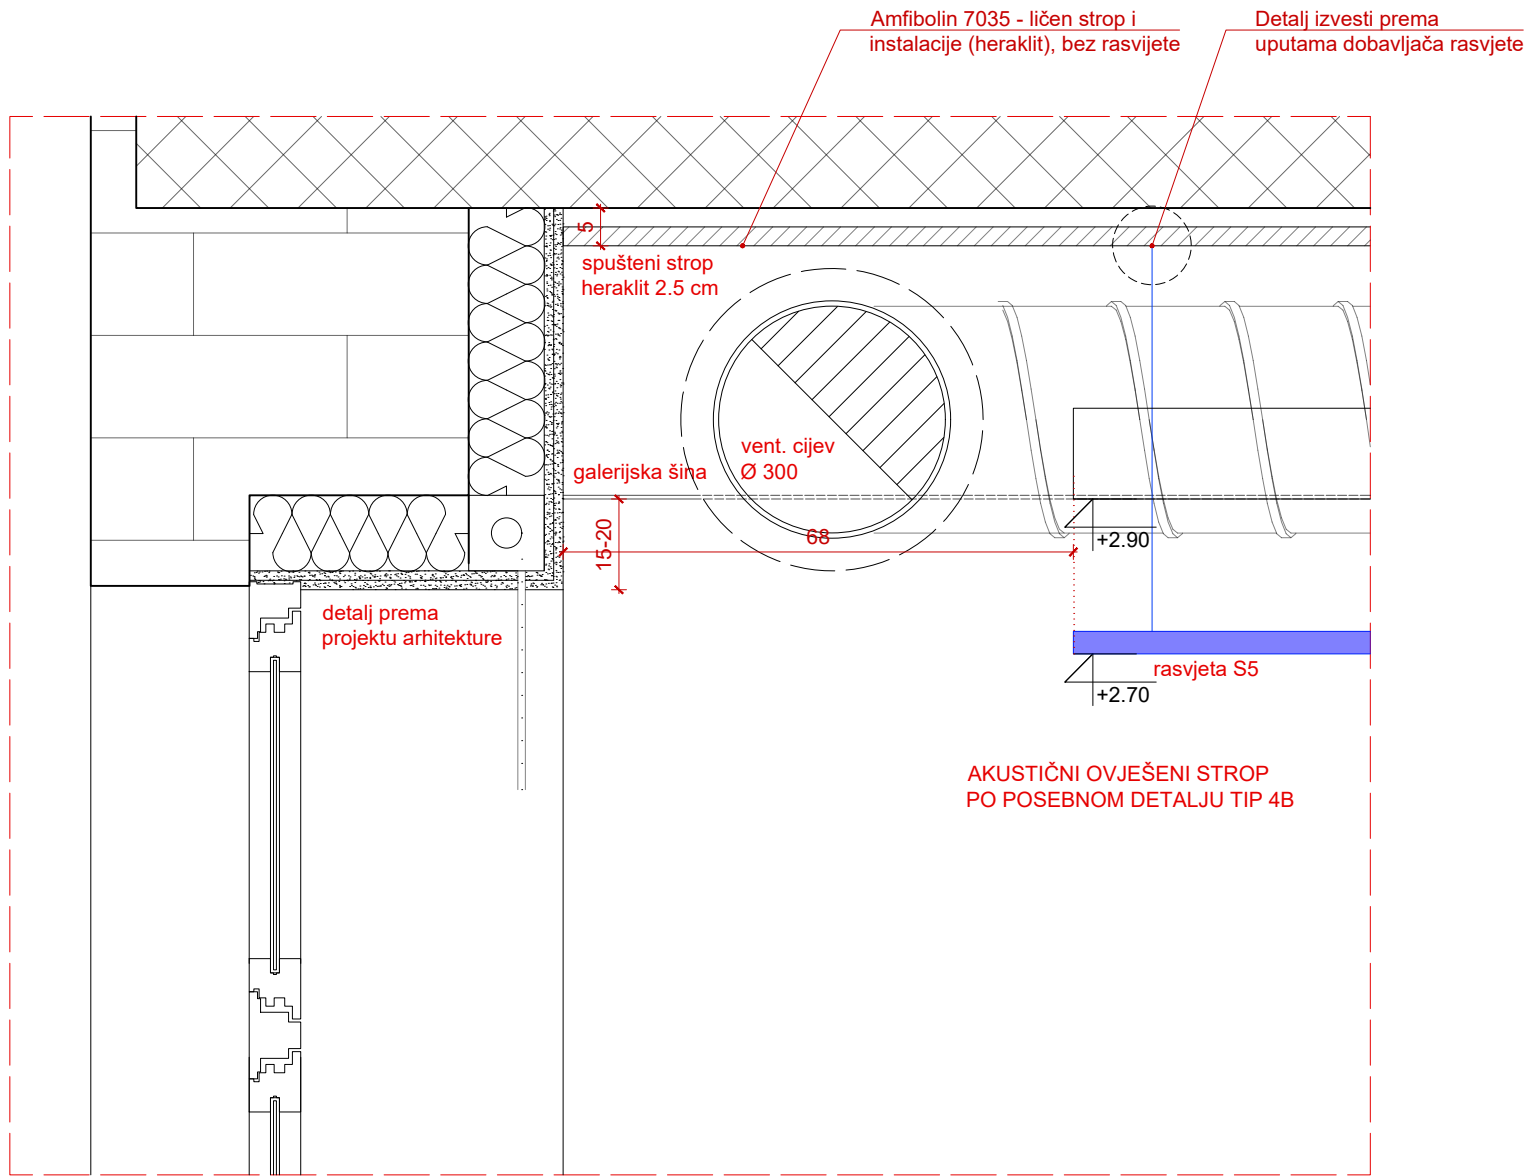 Amfibolin 7035 - ličen strop i
instalacije (heraklit), bez rasvijete
Detalj izvesti prema
uputama dobavljača rasvjete
5
spušteni strop
heraklit 2.5 cm
vent. cijev
Ø 300
galerijska šina
15-20
68
+2.90
detalj prema
projektu arhitekture
rasvjeta S5
+2.70
AKUSTIČNI OVJEŠENI STROP
PO POSEBNOM DETALJU TIP 4B